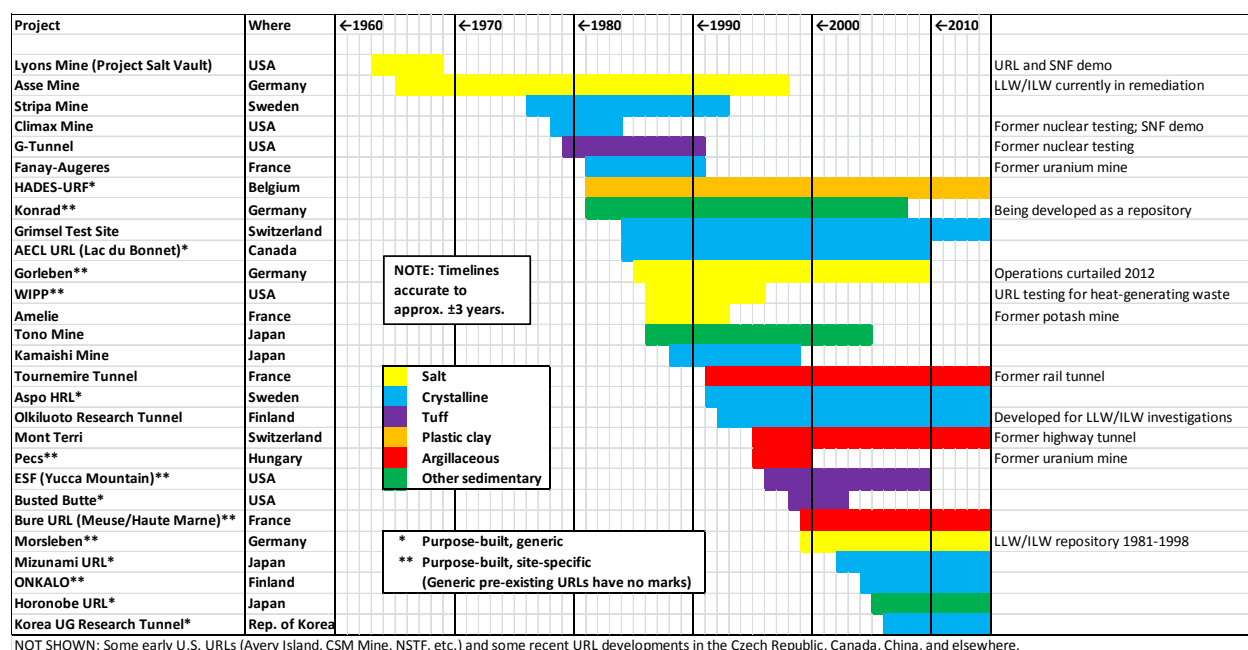 Project Where ←1960 ←1970 ←1980 ←1990 ←2000 ←2010
Lyons Mine (Project Salt Vault) USA URL and SNF demo
Asse Mine Germany LLW/ILW currently in remediation
Stripa Mine Sweden
Climax Mine USA Former nuclear testing; SNF demo
G-Tunnel USA Former nuclear testing
Fanay-Augeres France Former uranium mine
HADES-URF* Belgium
Konrad** Germany Being developed as a repository
Grimsel Test Site Switzerland
AECL URL (Lac du Bonnet)* Canada
Gorleben** Germany Operations curtailed 2012
WIPP** USA URL testing for heat-generating waste
Amelie France Former potash mine
Tono Mine Japan
Kamaishi Mine Japan
Tournemire Tunnel France Former rail tunnel
Aspo HRL* Sweden
Olkiluoto Research Tunnel Finland Developed for LLW/ILW investigations
Mont Terri Switzerland Former highway tunnel
Pecs** Hungary Former uranium mine
ESF (Yucca Mountain)** USA
Busted Butte* USA
Bure URL (Meuse/Haute Marne)** France
Morsleben** Germany LLW/ILW repository 1981-1998
Mizunami URL* Japan
ONKALO** Finland
Horonobe URL* Japan
Korea UG Research Tunnel* Rep. of Korea
NOTE: Timelines
accurate to
approx. ±3 years.
Salt
Crystalline
Tuff
Plastic clay
Argillaceous
Other sedimentary
* Purpose-built, generic
** Purpose-built, site-specific
(Generic pre-existing URLs have no marks)
NOT SHOWN: Some early U.S. URLs (Avery Island, CSM Mine, NSTF, etc.) and some recent URL developments in the Czech Republic, Canada, China, and elsewhere.